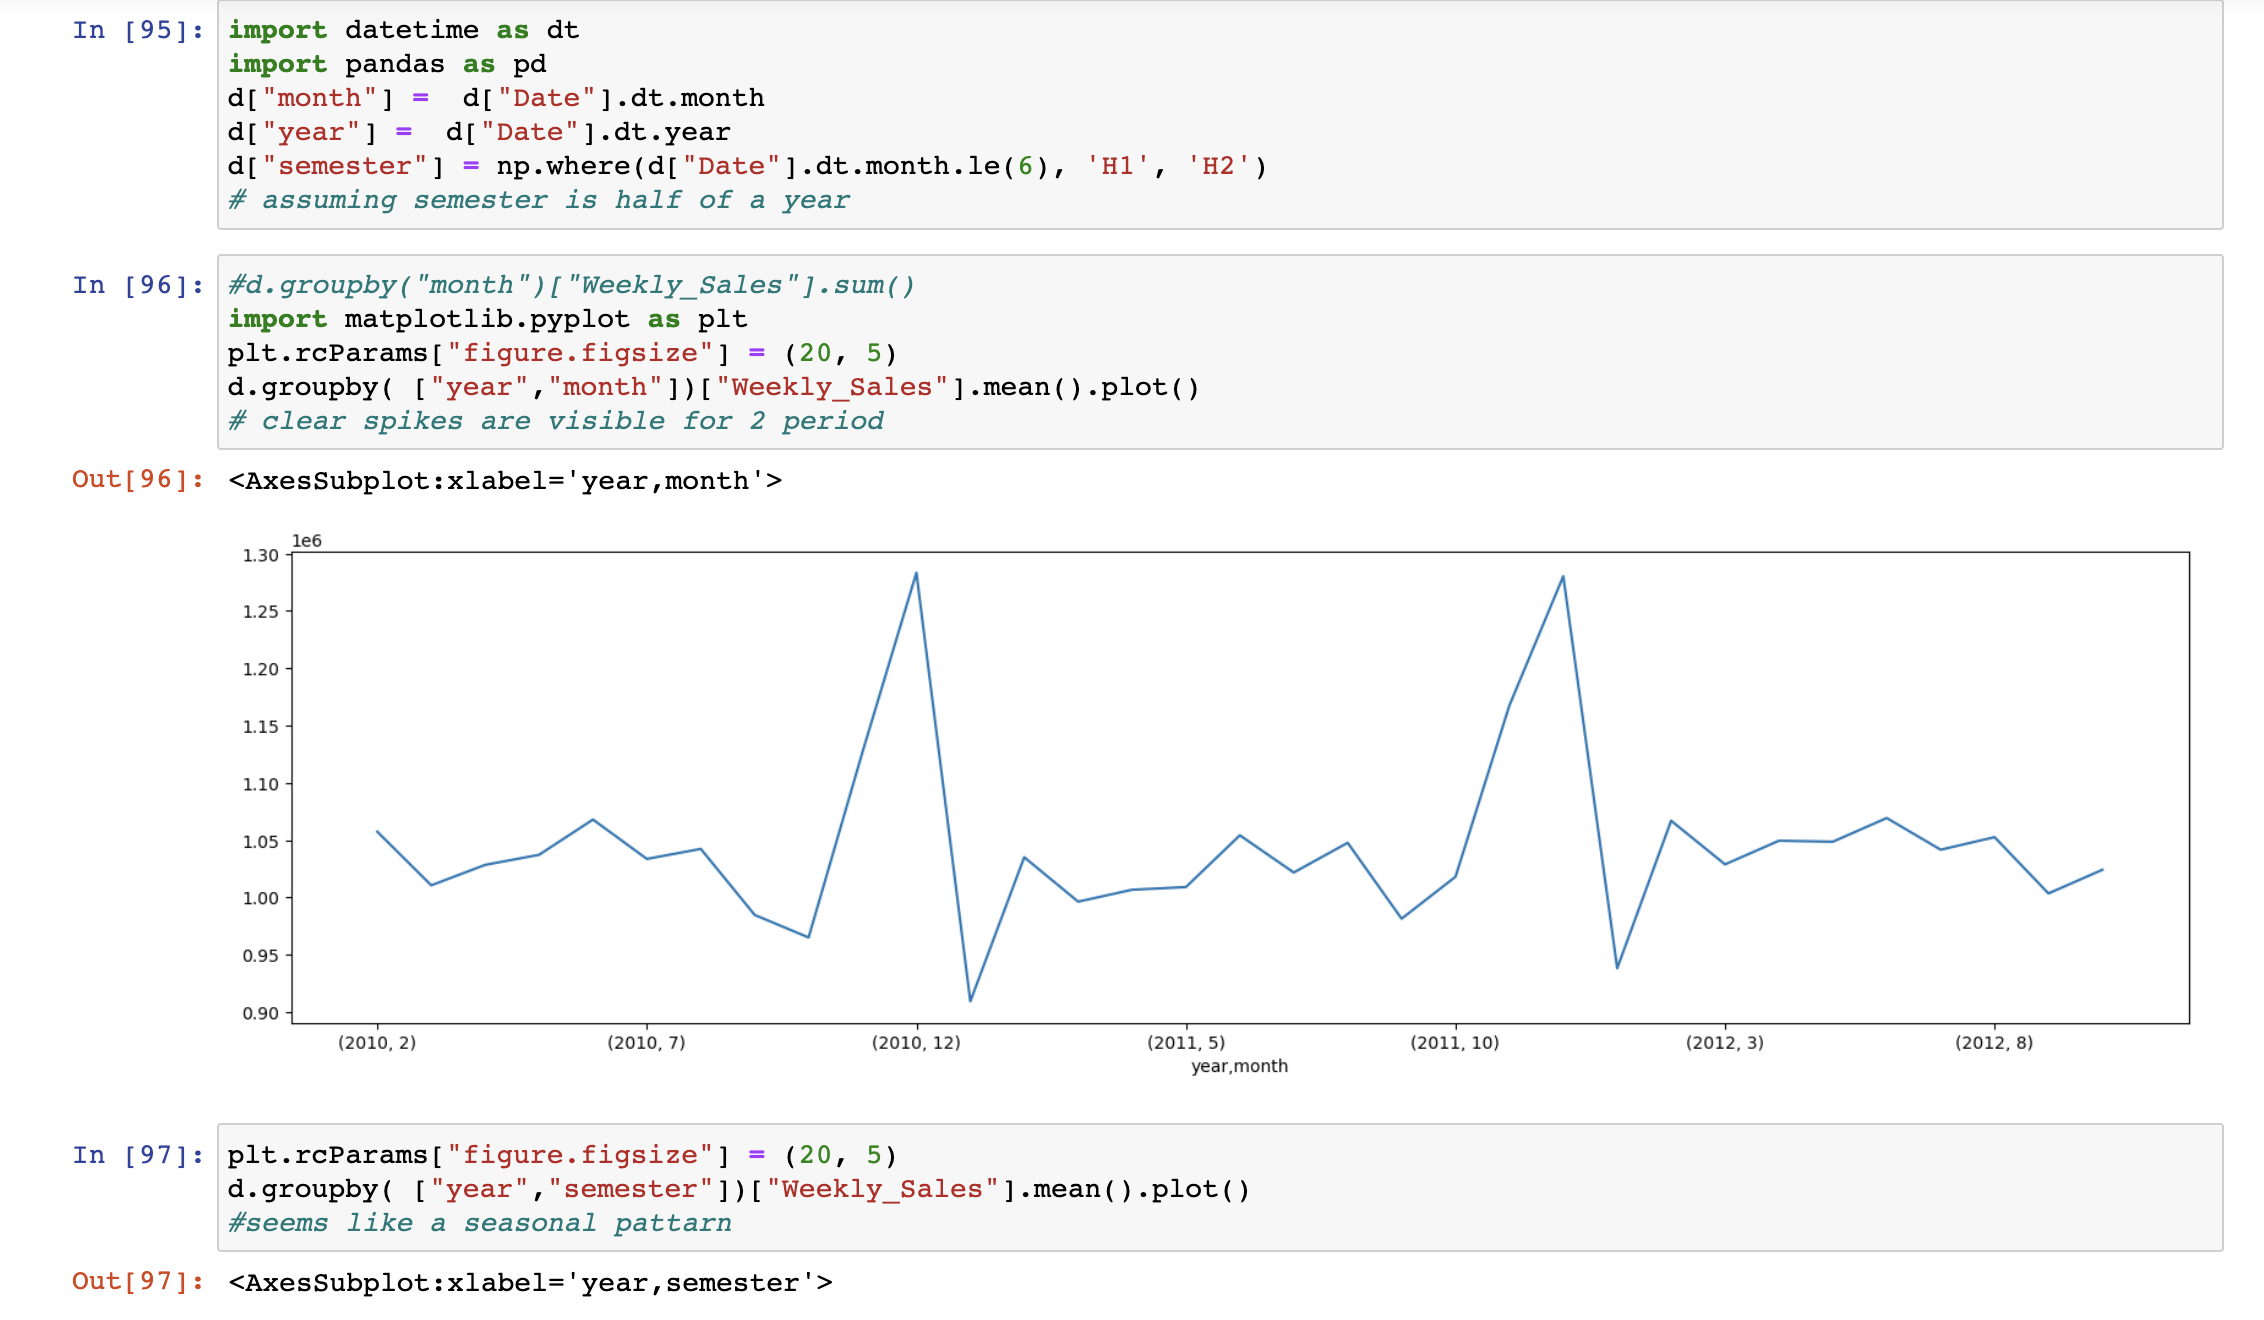 In [95]:
import datetime as dt
import pandas as pd
d["month"] =  d["Date"].dt.month
d["year"] =  d["Date"].dt.year
d["semester"] = np.where(d["Date"].dt.month.le(6), 'H1', 'H2')
# assuming semester is half of a year
In [96]:
#d.groupby("month")["Weekly_Sales"].sum()
import matplotlib.pyplot as plt
plt.rcParams["figure.figsize"] = (20, 5)
d.groupby( ["year","month"])["Weekly_Sales"].mean().plot()
# clear spikes are visible for 2 period
Out[96]: <AxesSubplot:xlabel='year,month'>
1e6
1.30
1.25
1.20
1.15
1.10
1.05
1.00
0.95
0.90
(2010, 2) (2010, 7) (2010, 12) (2011, 5) (2011, 10) (2012, 3) (2012, 8)
year,month
In [97]:
plt.rcParams["figure.figsize"] = (20, 5)
d.groupby( ["year","semester"])["Weekly_Sales"].mean().plot()
#seems like a seasonal pattarn
Out[97]: <AxesSubplot:xlabel='year,semester'>